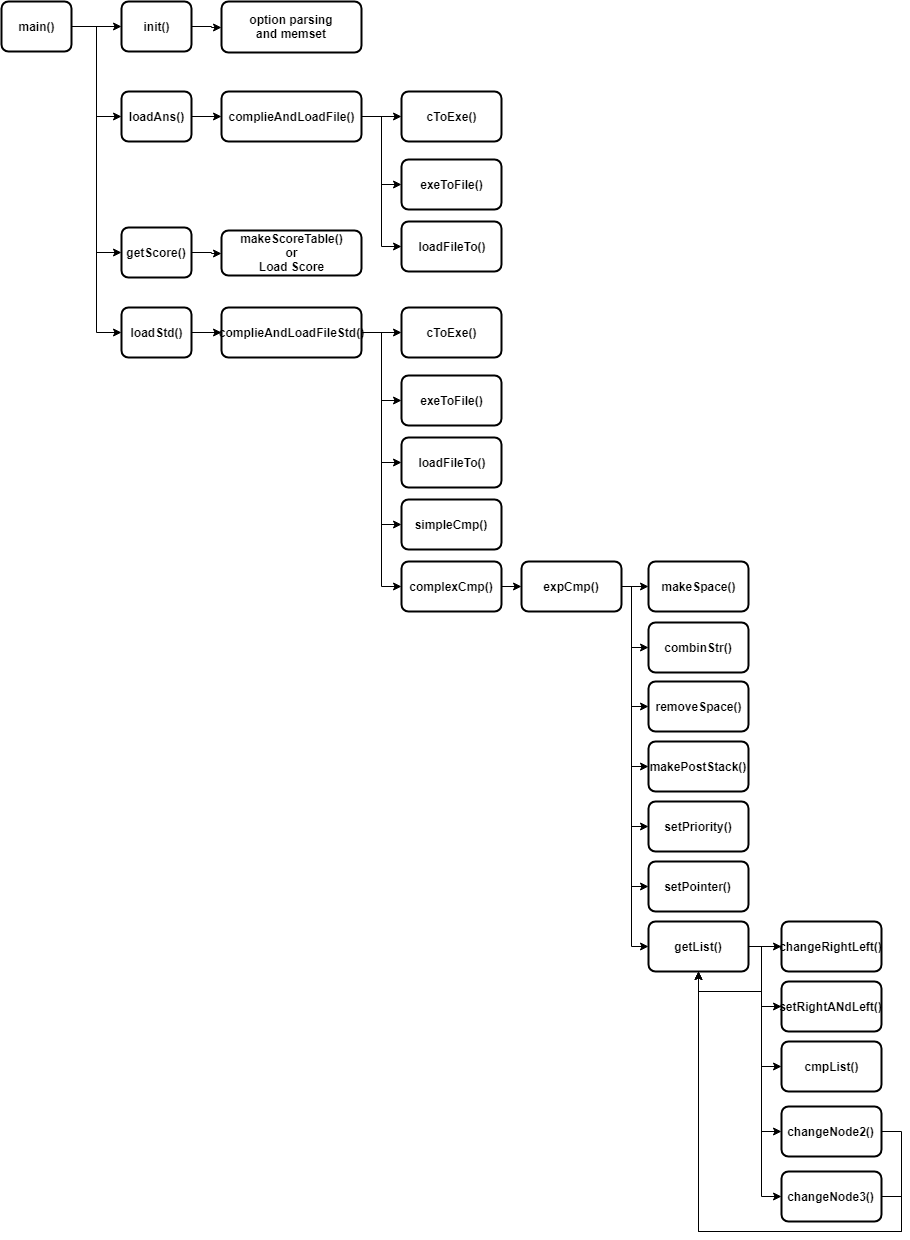 main()
init()
option parsing
and memset
loadAns()
complieAndLoadFile()
cToExe()
exeToFile()
loadFileTo()
getScore()
makeScoreTable()
or
Load Score
loadStd()
complieAndLoadFileStd()
cToExe()
exeToFile()
loadFileTo()
simpleCmp()
complexCmp()
expCmp()
makeSpace()
combinStr()
removeSpace()
makePostStack()
setPriority()
setPointer()
getList()
changeRightLeft()
setRightANdLeft()
cmpList()
changeNode2()
changeNode3()